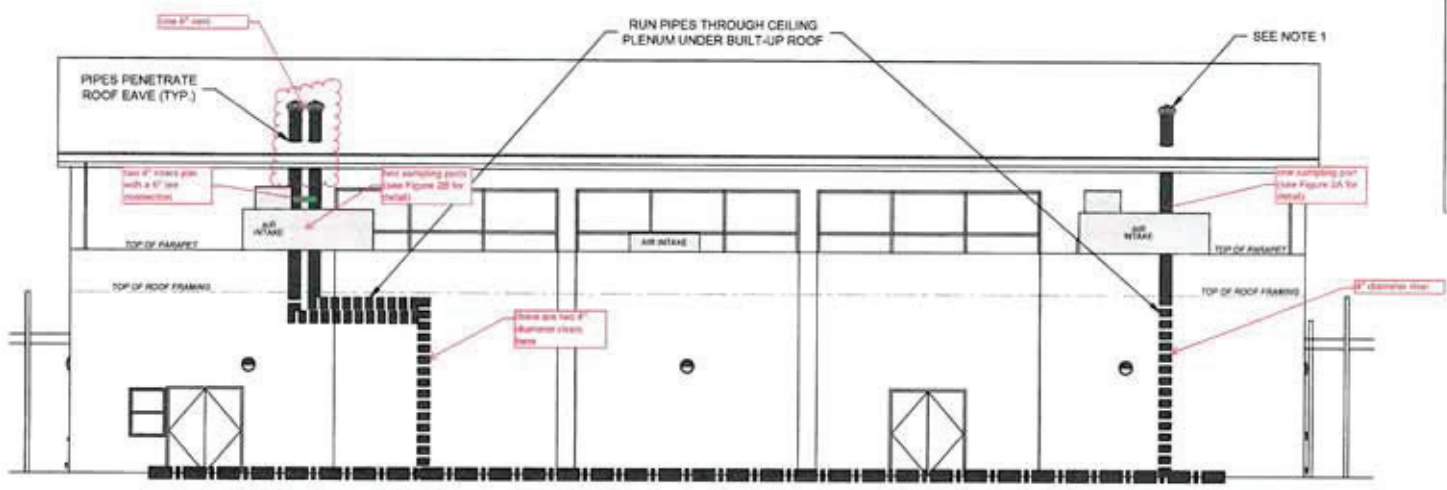 one 6" vent
RUN PIPES THROUGH CEILING
PLENUM UNDER BUILT-UP ROOF
SEE NOTE 1
PIPES PENETRATE
ROOF EAVE (TYP.)
two 4" risers join
with a 6" tee
connection
two sampling ports
(see Figure 2B for
detail)
one sampling port
(see Figure 2A for
detail)
AIR
INTAKE
AIR INTAKE
AIR
INTAKE
TOP OF PARAPET
TOP OF PARAPET
TOP OF ROOF FRAMING
TOP OF ROOF FRAMING
4" diameter riser
there are two 4"
diameter risers
here